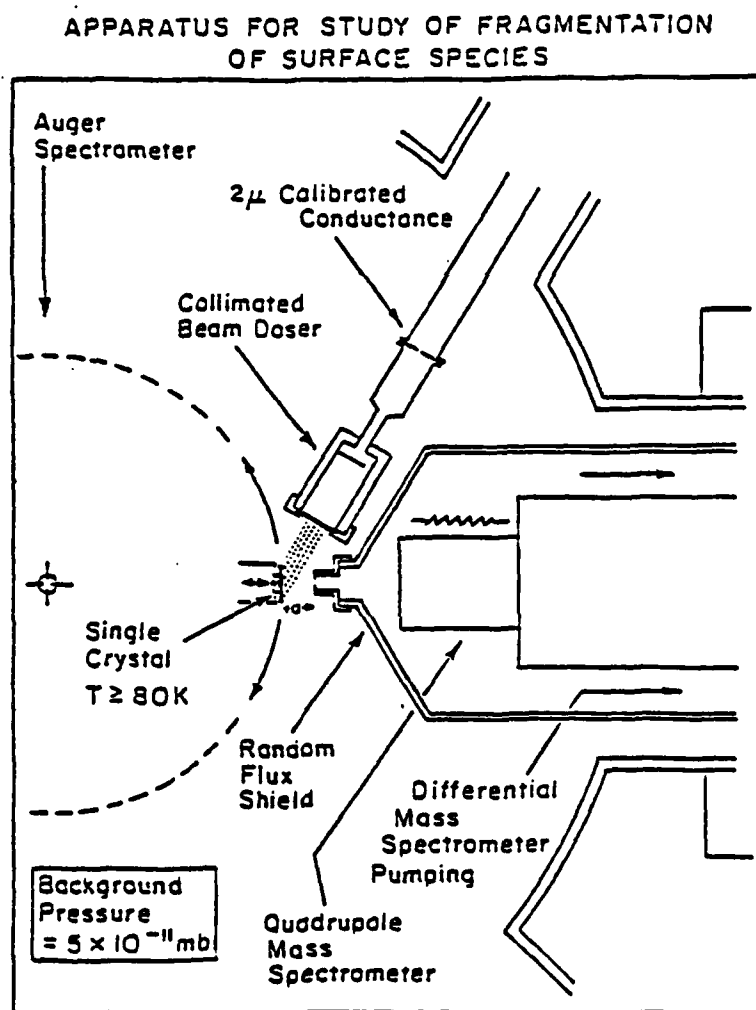 APPARATUS FOR STUDY OF FRAGMENTATION
OF SURFACE SPECIES
Auger
Spectrometer
2μ Calibrated
Conductance
Collimated
Beam Doser
Single
Crystal
T ≥ 80K
Random
Flux
Shield
Differential
Mass
Spectrometer
Pumping
Quadrupole
Mass
Spectrometer
Background
Pressure
= 5 × 10⁻¹¹ mb